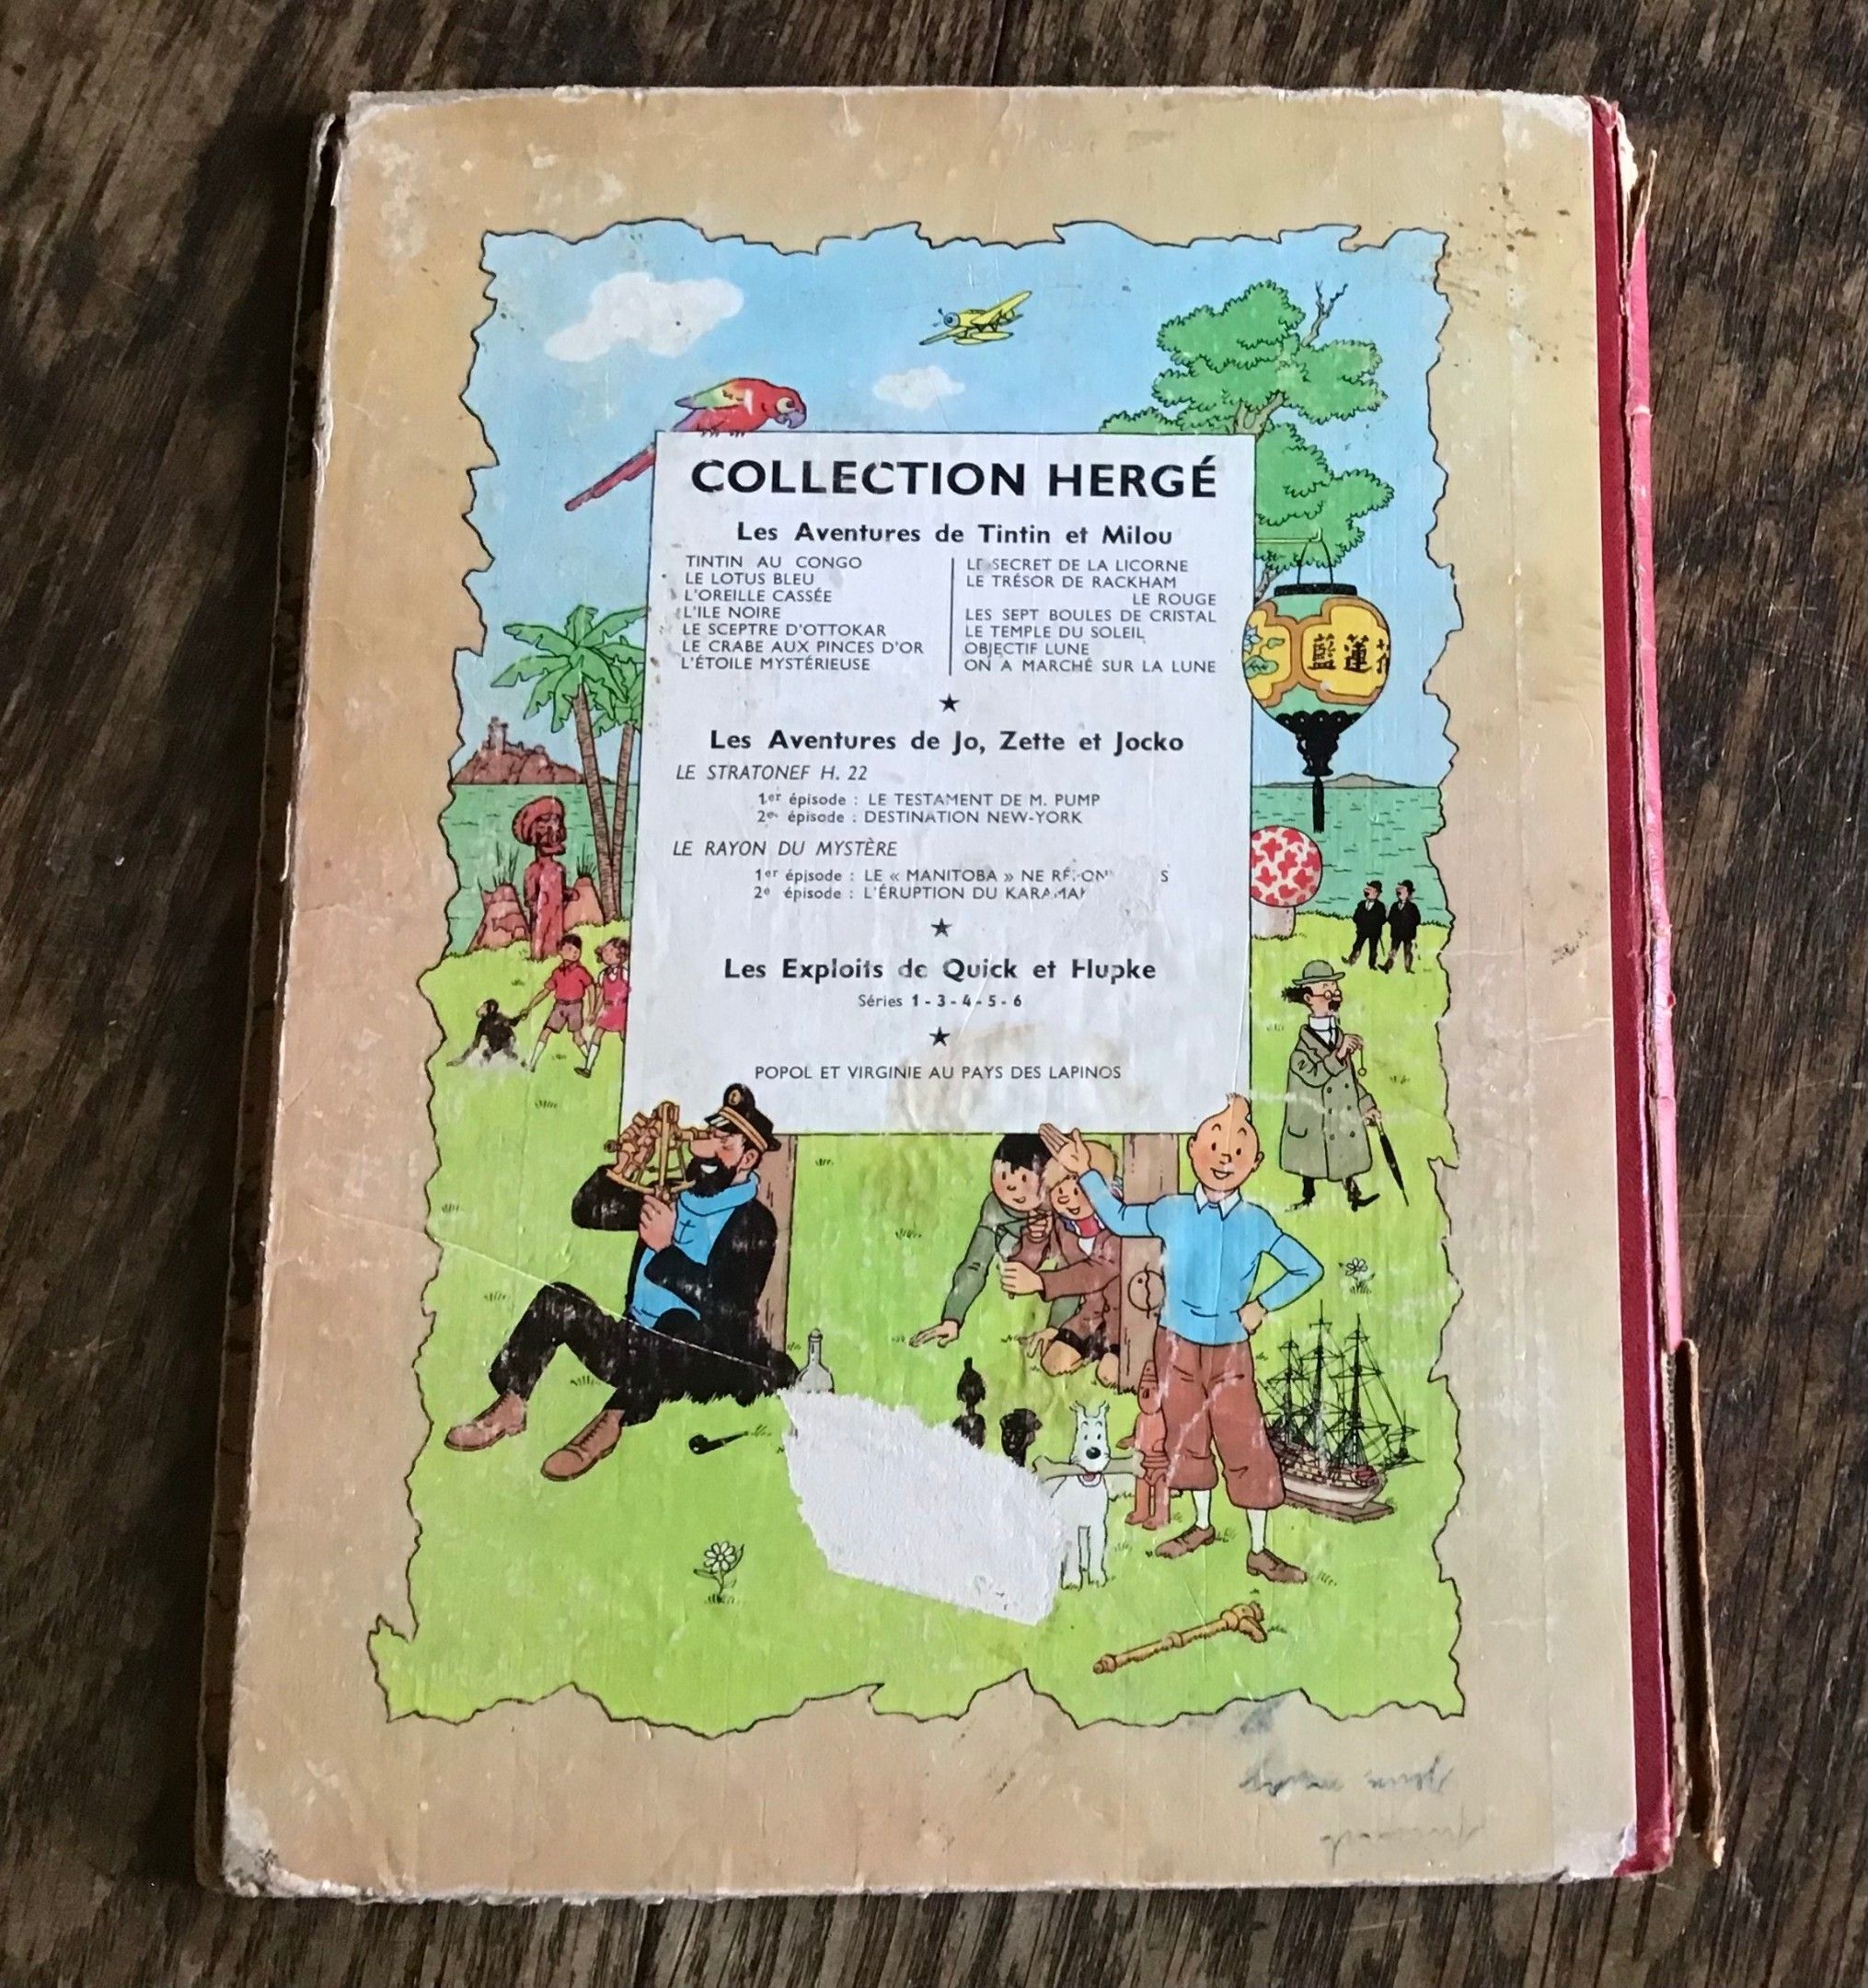 COLLECTION HERGÉ
Les Aventures de Tintin et Milou
TINTIN AU CONGO
LE LOTUS BLEU
L'OREILLE CASSÉE
L'ILE NOIRE
LE SCEPTRE D'OTTOKAR
LE CRABE AUX PINCES D'OR
L'ÉTOILE MYSTÉRIEUSE
LE SECRET DE LA LICORNE
LE TRÉSOR DE RACKHAM
LE ROUGE
LES SEPT BOULES DE CRISTAL
LE TEMPLE DU SOLEIL
OBJECTIF LUNE
ON A MARCHÉ SUR LA LUNE
Les Aventures de Jo, Zette et Jocko
LE STRATONEF H. 22
1er épisode : LE TESTAMENT DE M. PUMP
2e épisode : DESTINATION NEW-YORK
LE RAYON DU MYSTÈRE
1er épisode : LE « MANITOBA » NE
2e épisode : L'ÉRUPTION DU
Les Exploits de Quick et Flupke
Séries 1 - 3 - 4 - 5 - 6
POPOL ET VIRGINIE AU PAYS DES LAPINOS
藍蓮花